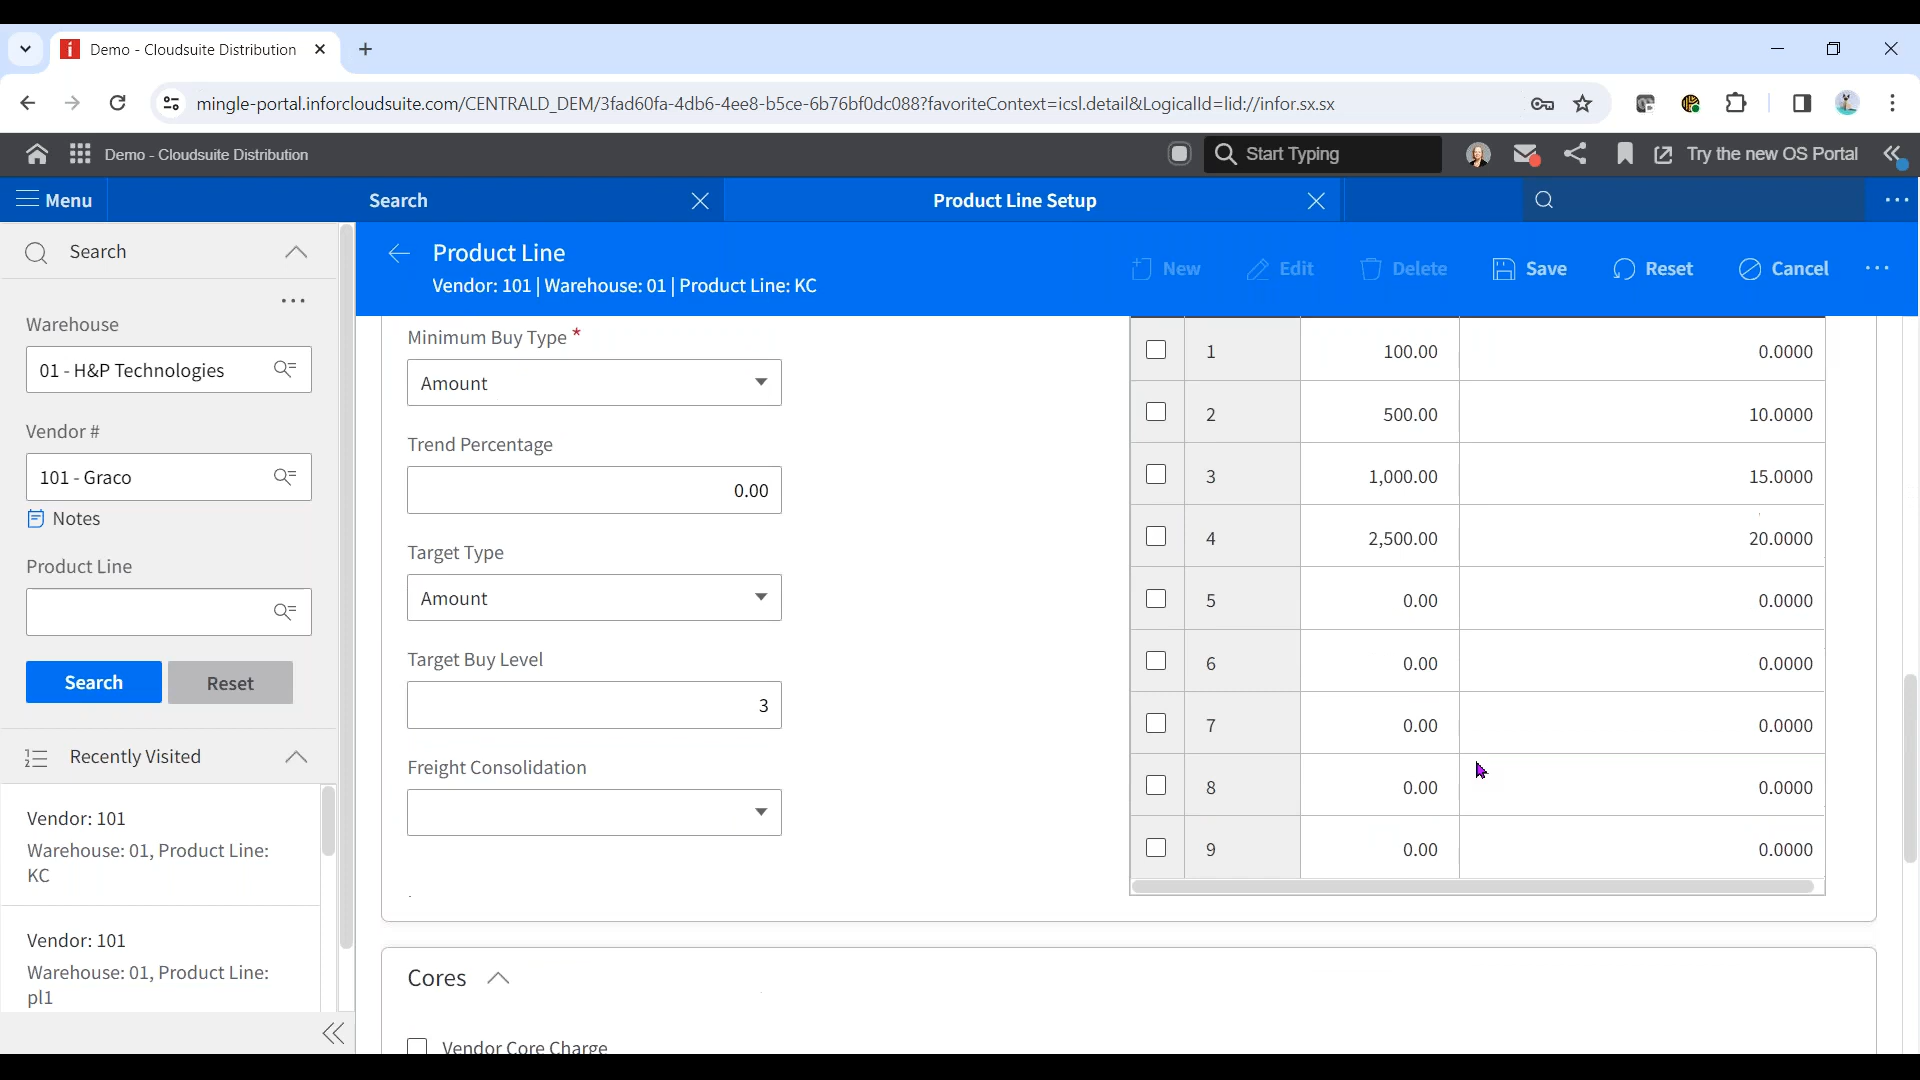 Demo - Cloudsuite Distribution
mingle-portal.inforcloudsuite.com/CENTRALD_DEM/3fad60fa-4db6-4ee8-b5ce-6b76bf0dc088?favoriteContext=icsl.detail&LogicalId=lid://infor.sx.sx
Demo - Cloudsuite Distribution
Start Typing
Try the new OS Portal
Menu
Search
Product Line Setup
Search
Warehouse
01 - H&P Technologies
Vendor #
101 - Graco
Notes
Product Line
Search
Reset
Recently Visited
Vendor: 101
Warehouse: 01, Product Line:
KC
Vendor: 101
Warehouse: 01, Product Line:
pl1
Product Line
Vendor: 101 | Warehouse: 01 | Product Line: KC
New
Edit
Delete
Save
Reset
Cancel
Minimum Buy Type *
Amount
Trend Percentage
0.00
Target Type
Amount
Target Buy Level
3
Freight Consolidation
1 100.00 0.0000
2 500.00 10.0000
3 1,000.00 15.0000
4 2,500.00 20.0000
5 0.00 0.0000
6 0.00 0.0000
7 0.00 0.0000
8 0.00 0.0000
9 0.00 0.0000
Cores
Vendor Core Charge